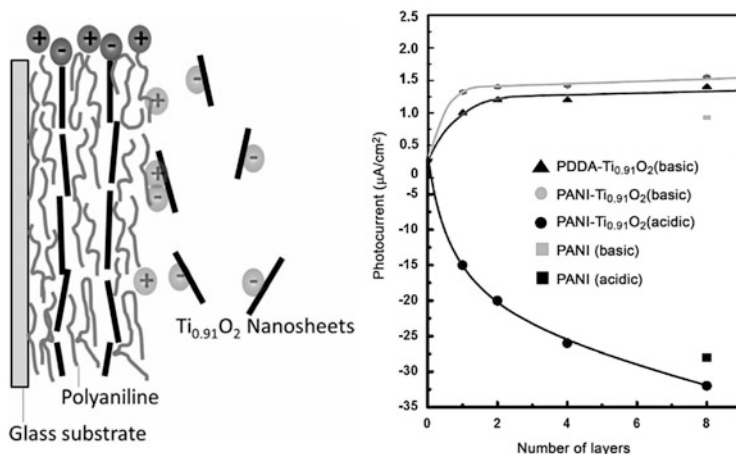 + - + - +
Ti0.91O2 Nanosheets
Polyaniline
Glass substrate
2.5
2.0
1.5
1.0
0.5
0
-5
-10
-15
-20
-25
-30
-35
Photocurrent (μA/cm²)
PDDA-Ti₀.₉₁O₂(basic)
PANI-Ti₀.₉₁O₂(basic)
PANI-Ti₀.₉₁O₂(acidic)
PANI (basic)
PANI (acidic)
0 2 4 6 8
Number of layers